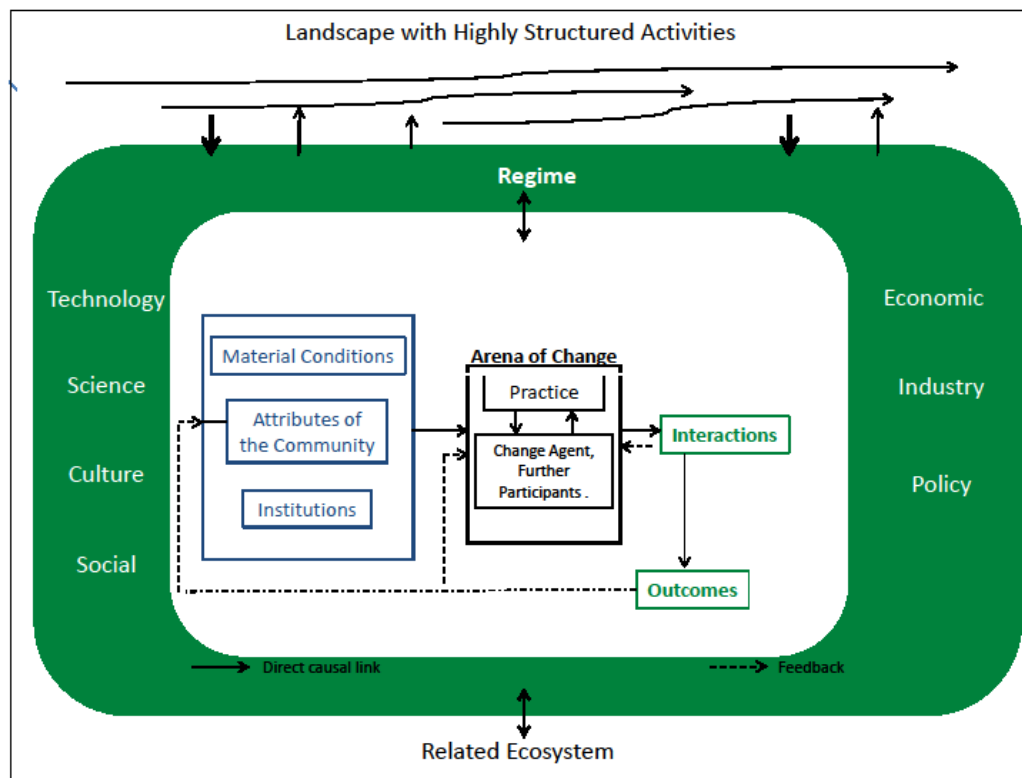 Landscape with Highly Structured Activities
Regime
Technology
Science
Culture
Social
Material Conditions
Attributes of
the Community
Institutions
Arena of Change
Practice
Change Agent,
Further
Participants .
Interactions
Outcomes
Economic
Industry
Policy
Direct causal link
Feedback
Related Ecosystem